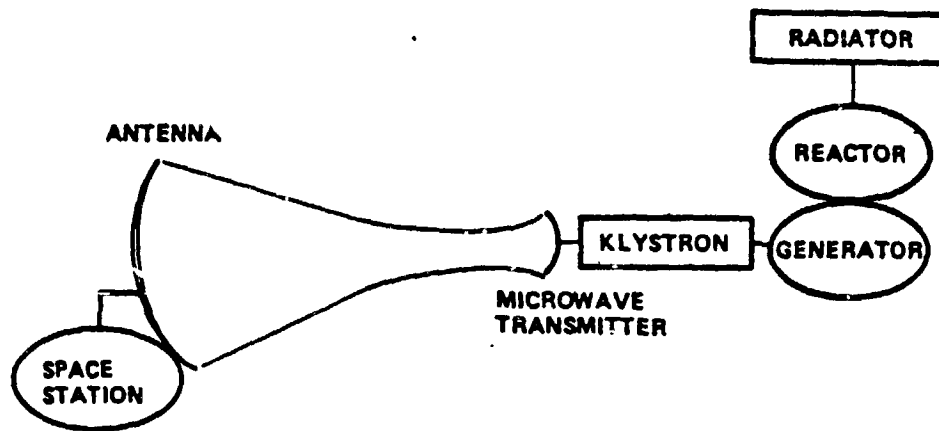 RADIATOR
ANTENNA
REACTOR
KLYSTRON
GENERATOR
MICROWAVE
TRANSMITTER
SPACE
STATION